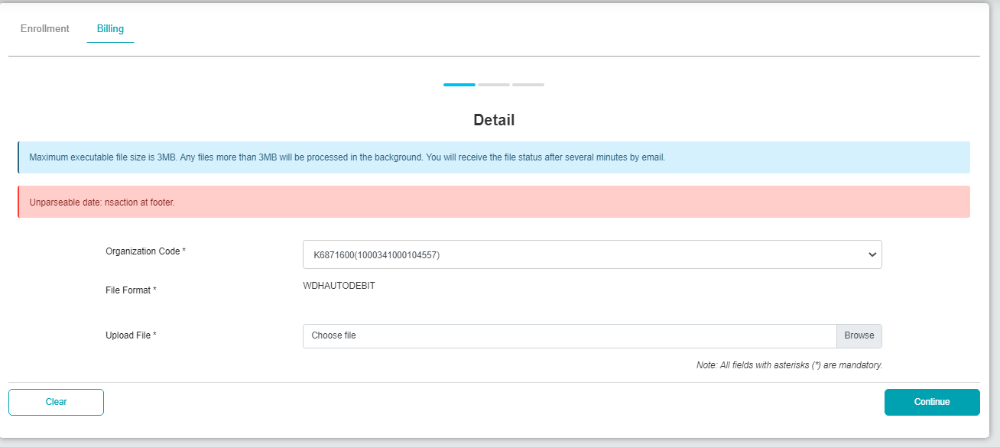 Enrollment Billing
Detail
Maximum executable file size is 3MB. Any files more than 3MB will be processed in the background. You will receive the file status after several minutes by email.
Unparseable date: nsaction at footer.
Organization Code * K6871600(1000341000104557)
File Format * WDHAUTODEBIT
Upload File * Choose file Browse
Note: All fields with asterisks (*) are mandatory.
Clear Continue